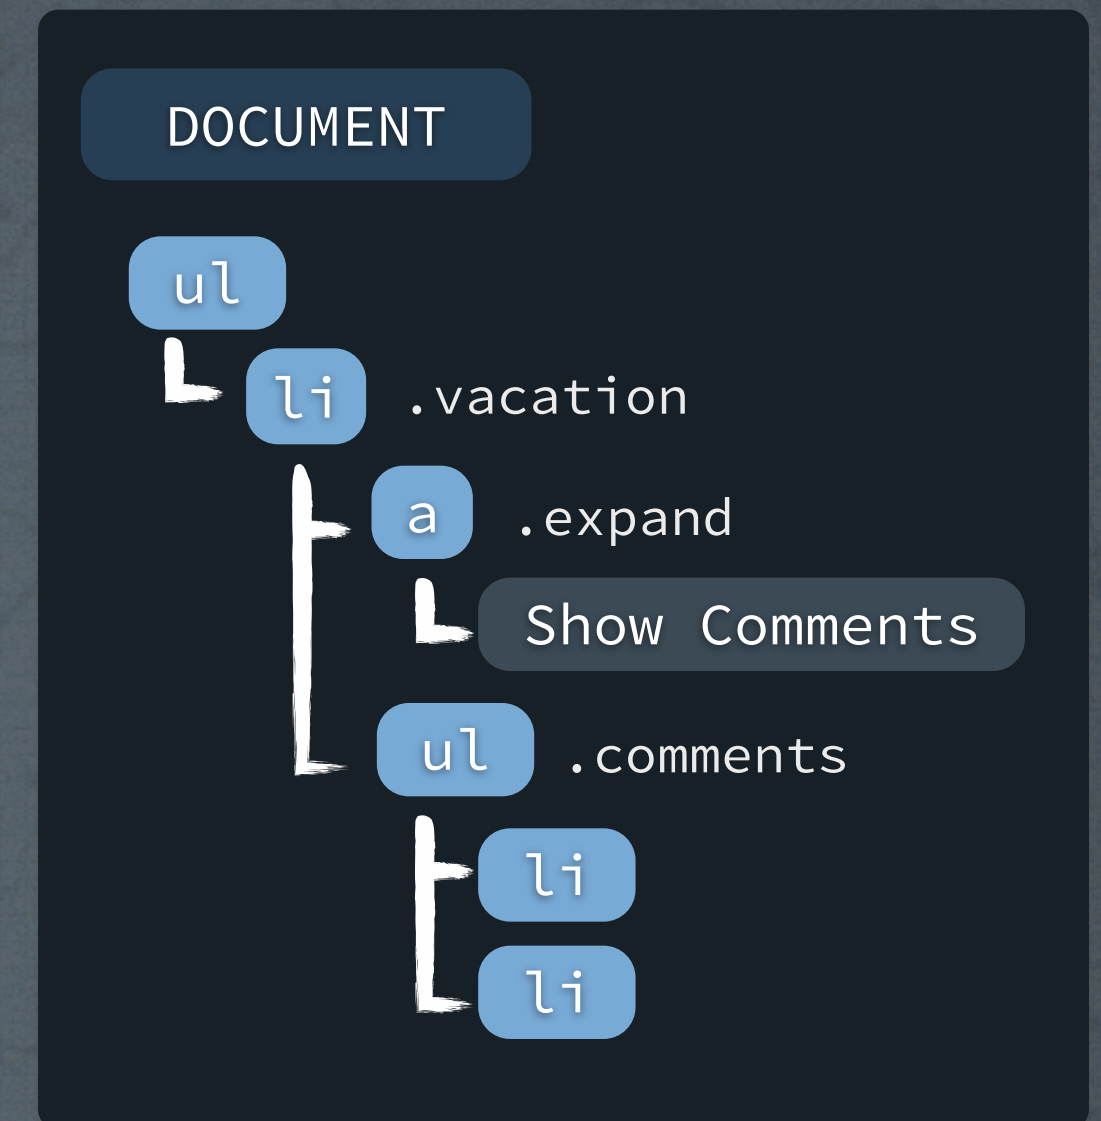 DOCUMENT
ul
li .vacation
a .expand
Show Comments
ul .comments
li
li